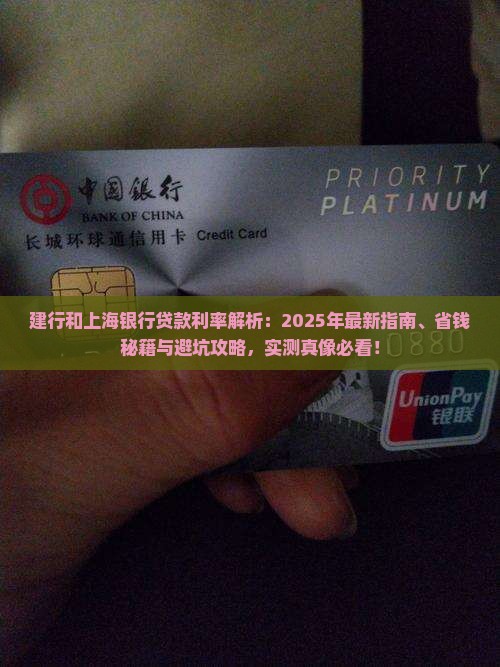 中国银行
BANK OF CHINA
长城环球通信用卡 Credit Card
PRIORITY
PLATINUM
建行和上海银行贷款利率解析：2025年最新指南、省钱
秘籍与避坑攻略，实测真像必看！
0880
UnionPay
银联